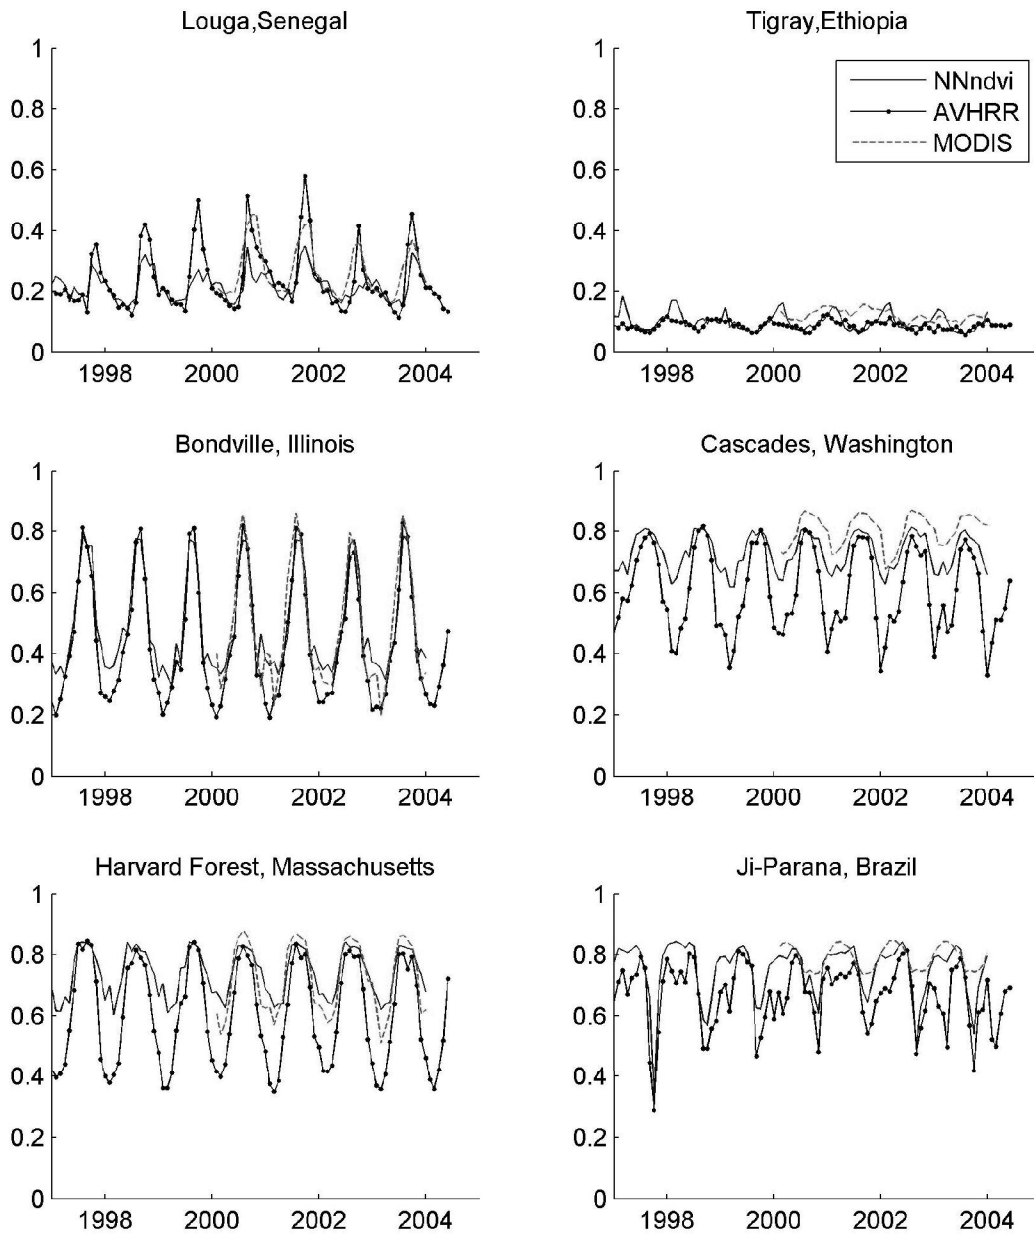 Louga,Senegal
1
0.8
0.6
0.4
0.2
0
1998 2000 2002 2004
Tigray,Ethiopia
1
0.8
0.6
0.4
0.2
0
1998 2000 2002 2004
NNndvi
AVHRR
MODIS
Bondville, Illinois
1
0.8
0.6
0.4
0.2
0
1998 2000 2002 2004
Cascades, Washington
1
0.8
0.6
0.4
0.2
0
1998 2000 2002 2004
Harvard Forest, Massachusetts
1
0.8
0.6
0.4
0.2
0
1998 2000 2002 2004
Ji-Parana, Brazil
1
0.8
0.6
0.4
0.2
0
1998 2000 2002 2004